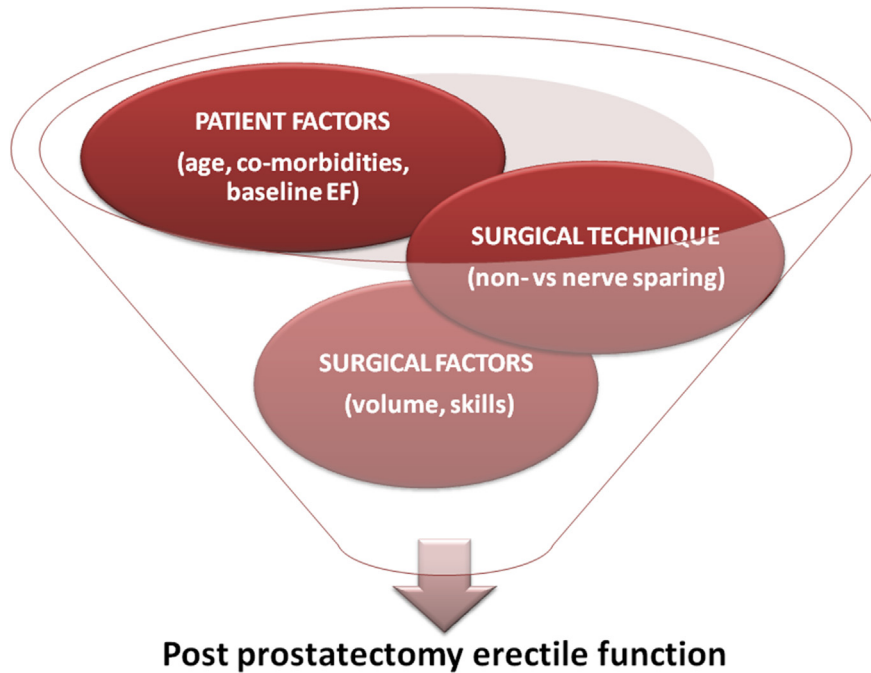 PATIENT FACTORS
(age, co-morbidities,
baseline EF)
SURGICAL TECHNIQUE
(non- vs nerve sparing)
SURGICAL FACTORS
(volume, skills)
Post prostatectomy erectile function